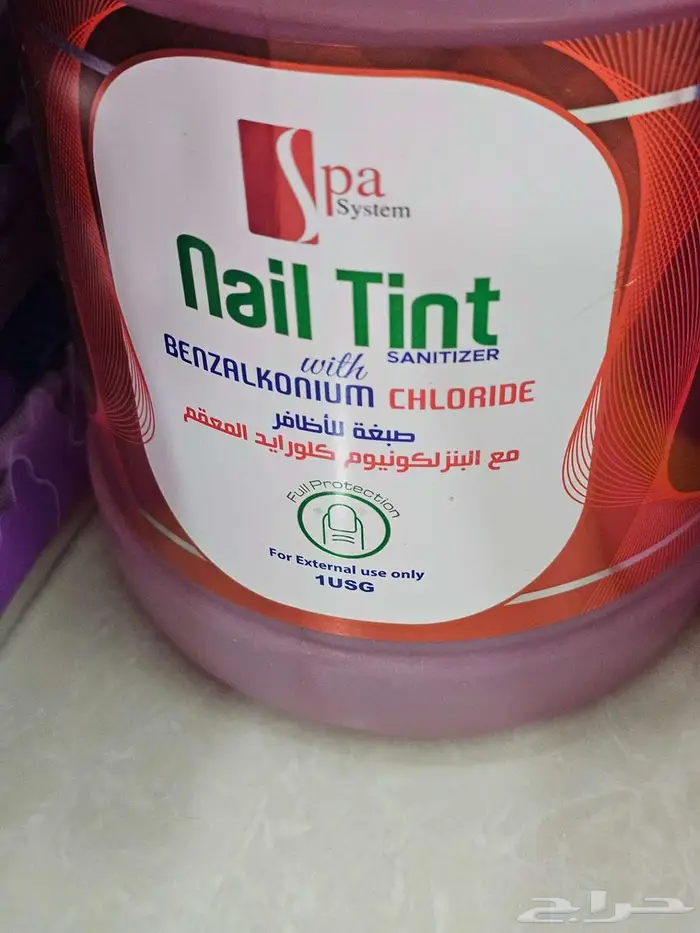 Spa
System
Nail Tint
SANITIZER
with
BENZALKONIUM CHLORIDE
صبغة للأظافر
مع البنزلكونيوم كلورايد المعقم
Full Protection
For External use only
1USG
حراج